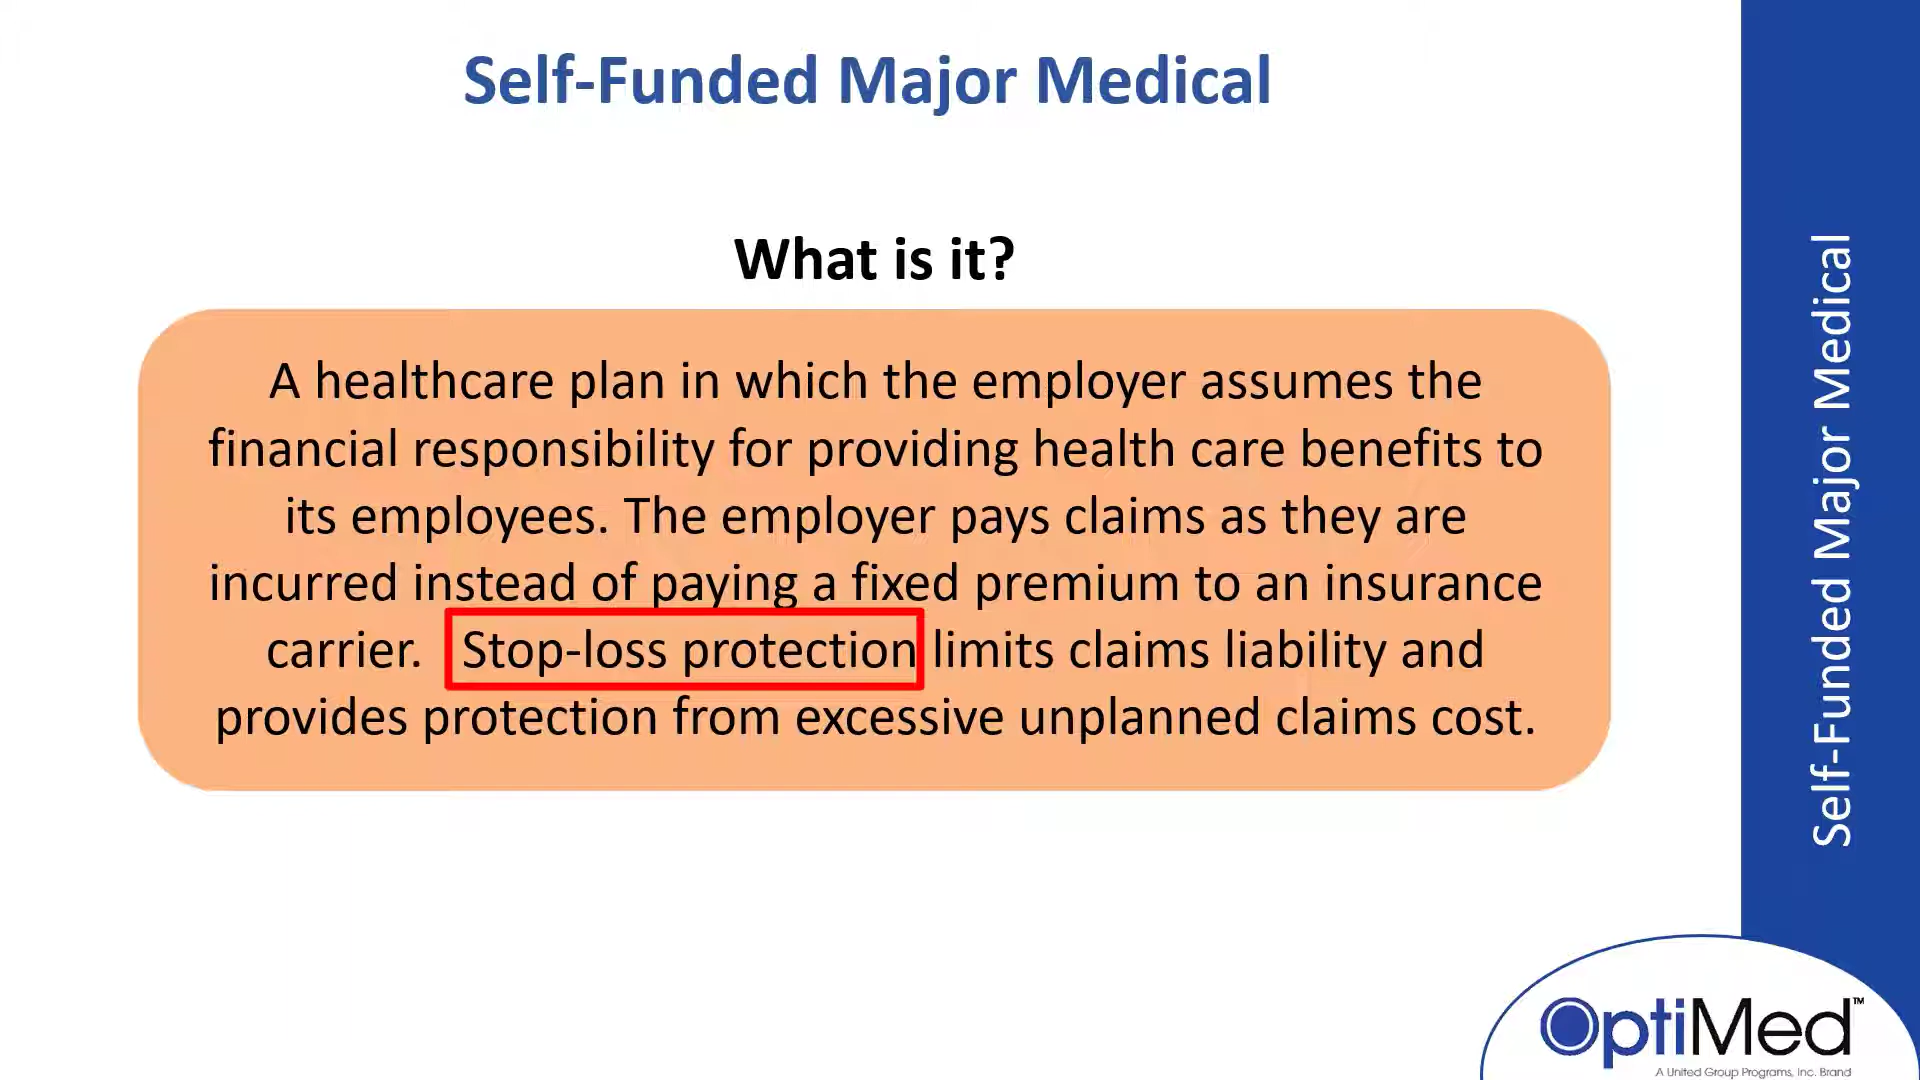 Self-Funded Major Medical
What is it?
A healthcare plan in which the employer assumes the
financial responsibility for providing health care benefits to
its employees. The employer pays claims as they are
incurred instead of paying a fixed premium to an insurance
carrier. Stop-loss protection limits claims liability and
provides protection from excessive unplanned claims cost.
Self-Funded Major Medical
OptiMed™
A United Group Programs, Inc. Brand